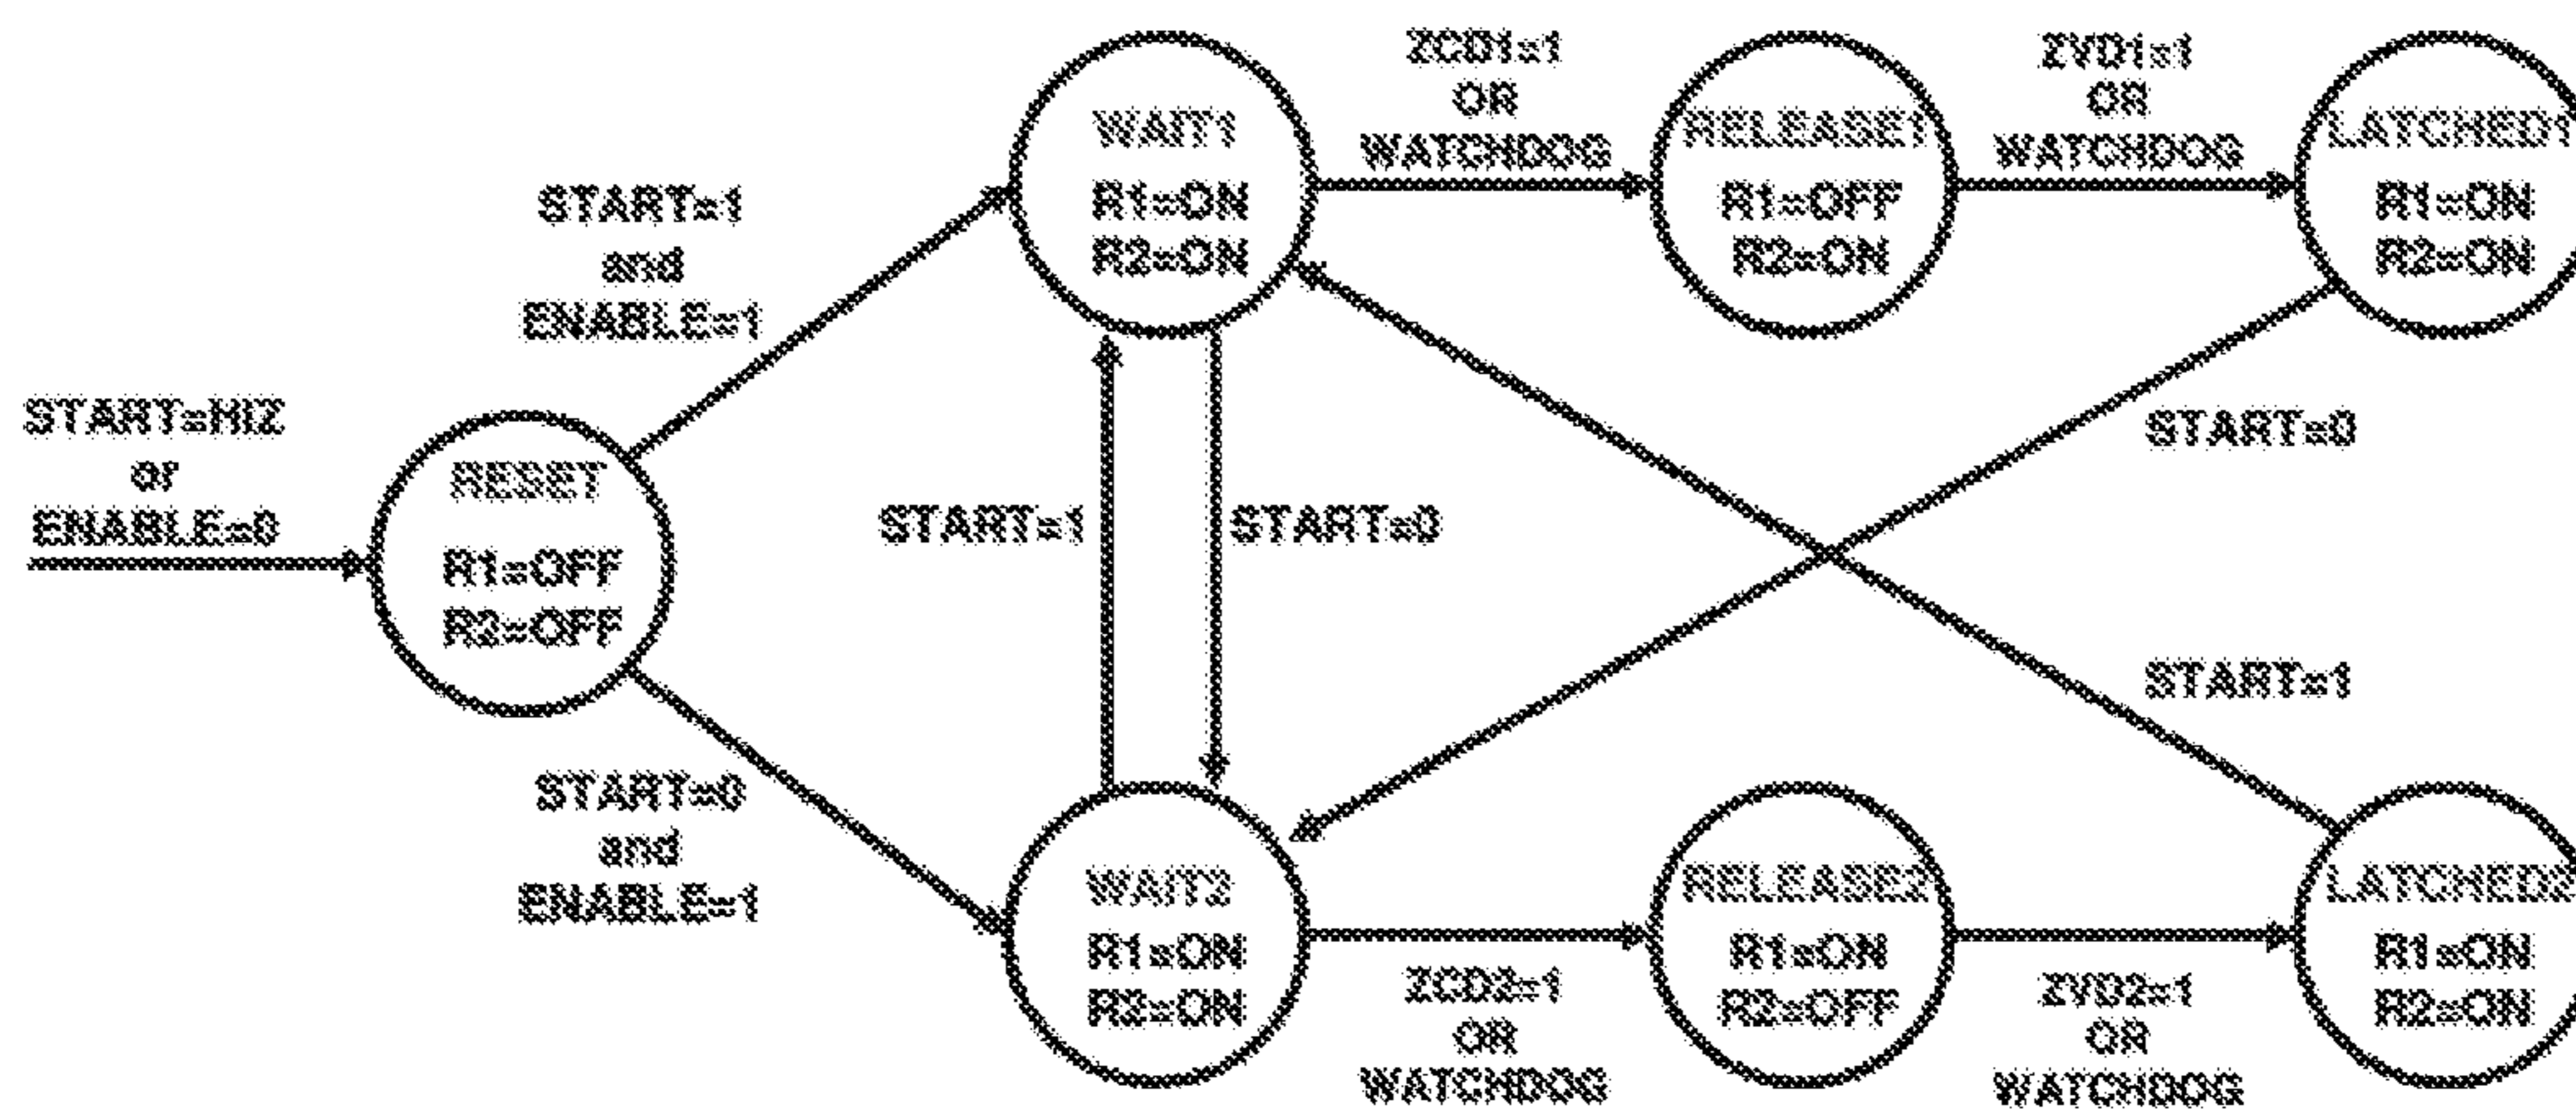 START=HIZ
or
ENABLE=0
RESET
R1=OFF
R2=OFF
START=1
and
ENABLE=1
START=0
and
ENABLE=1
WAIT1
R1=ON
R2=ON
ZCD1=1
OR
WATCHDOG
RELEASE1
R1=OFF
R2=ON
ZVD1=1
OR
WATCHDOG
LATCHED1
R1=ON
R2=ON
START=1
START=0
START=0
START=1
WAIT2
R1=ON
R2=ON
ZCD2=1
OR
WATCHDOG
RELEASE2
R1=ON
R2=OFF
ZVD2=1
OR
WATCHDOG
LATCHED2
R1=ON
R2=ON